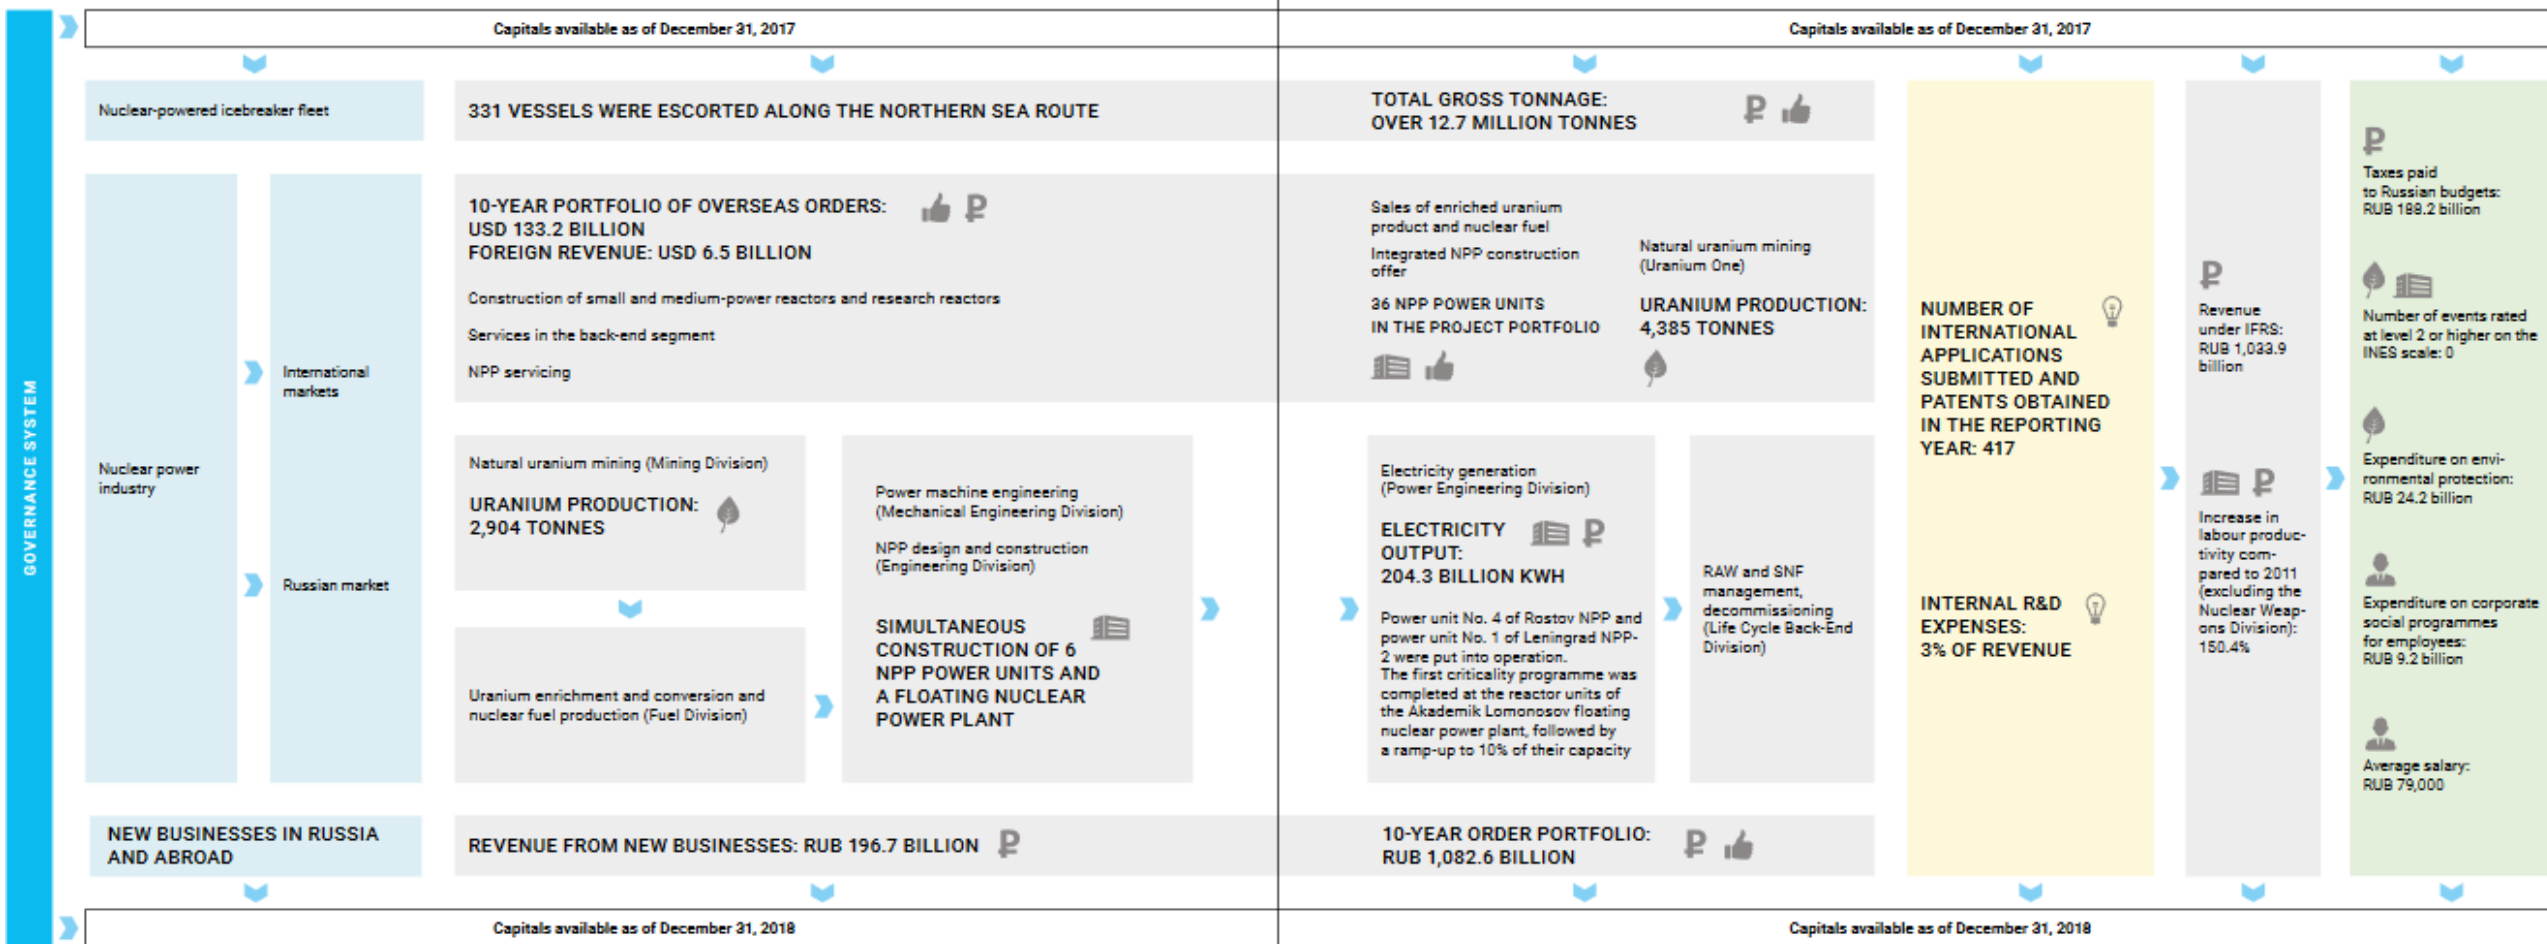 GOVERNANCE SYSTEM
Capitals available as of December 31, 2017
Capitals available as of December 31, 2017
Nuclear-powered icebreaker fleet
331 VESSELS WERE ESCORTED ALONG THE NORTHERN SEA ROUTE
TOTAL GROSS TONNAGE:
OVER 12.7 MILLION TONNES
Nuclear power
industry
International
markets
Russian market
10-YEAR PORTFOLIO OF OVERSEAS ORDERS:
USD 133.2 BILLION
FOREIGN REVENUE: USD 6.5 BILLION
Construction of small and medium-power reactors and research reactors
Services in the back-end segment
NPP servicing
Sales of enriched uranium
product and nuclear fuel
Integrated NPP construction
offer
36 NPP POWER UNITS
IN THE PROJECT PORTFOLIO
Natural uranium mining
(Uranium One)
URANIUM PRODUCTION:
4,385 TONNES
Natural uranium mining (Mining Division)
URANIUM PRODUCTION:
2,904 TONNES
Uranium enrichment and conversion and
nuclear fuel production (Fuel Division)
Power machine engineering
(Mechanical Engineering Division)
NPP design and construction
(Engineering Division)
SIMULTANEOUS
CONSTRUCTION OF 6
NPP POWER UNITS AND
A FLOATING NUCLEAR
POWER PLANT
Electricity generation
(Power Engineering Division)
ELECTRICITY
OUTPUT:
204.3 BILLION KWH
Power unit No. 4 of Rostov NPP and
power unit No. 1 of Leningrad NPP-
2 were put into operation.
The first criticality programme was
completed at the reactor units of
the Akademik Lomonosov floating
nuclear power plant, followed by
a ramp-up to 10% of their capacity
RAW and SNF
management,
decommissioning
(Life Cycle Back-End
Division)
NEW BUSINESSES IN RUSSIA
AND ABROAD
REVENUE FROM NEW BUSINESSES: RUB 196.7 BILLION
10-YEAR ORDER PORTFOLIO:
RUB 1,082.6 BILLION
NUMBER OF
INTERNATIONAL
APPLICATIONS
SUBMITTED AND
PATENTS OBTAINED
IN THE REPORTING
YEAR: 417
INTERNAL R&D
EXPENSES:
3% OF REVENUE
Revenue
under IFRS:
RUB 1,033.9
billion
Increase in
labour produc-
tivity com-
pared to 2011
(excluding the
Nuclear Weap-
ons Division):
150.4%
Taxes paid
to Russian budgets:
RUB 188.2 billion
Number of events rated
at level 2 or higher on the
INES scale: 0
Expenditure on envi-
ronmental protection:
RUB 24.2 billion
Expenditure on corporate
social programmes
for employees:
RUB 9.2 billion
Average salary:
RUB 79,000
Capitals available as of December 31, 2018
Capitals available as of December 31, 2018